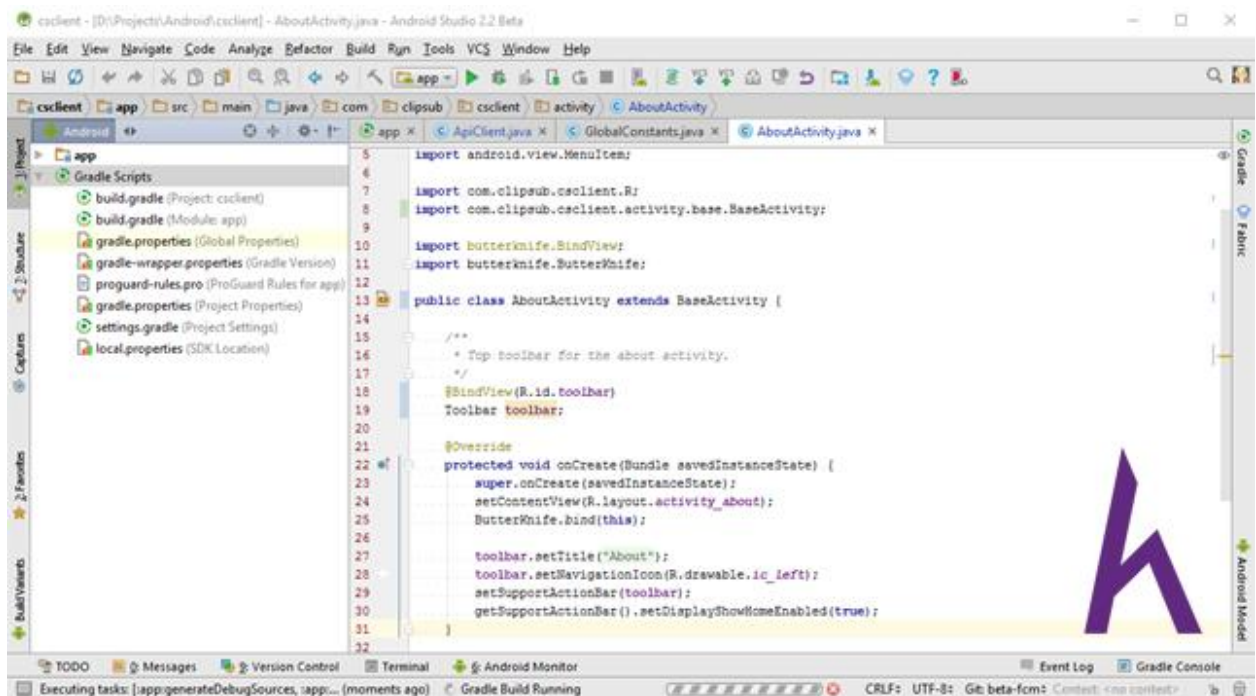 csclient - [D:\Projects\Android\csclient] - AboutActivity.java - Android Studio 2.2 Beta
File Edit View Navigate Code Analyze Refactor Build Run Tools VCS Window Help
app
csclient app src main java com clipsub csclient activity AboutActivity
Android app ApiClient.java GlobalConstants.java AboutActivity.java
1: Project
2: Structure
Captures
2: Favorites
Build Variants
app
Gradle Scripts
build.gradle (Project: csclient)
build.gradle (Module: app)
gradle.properties (Global Properties)
gradle-wrapper.properties (Gradle Version)
proguard-rules.pro (ProGuard Rules for app)
gradle.properties (Project Properties)
settings.gradle (Project Settings)
local.properties (SDK Location)
5 import android.view.MenuItem;
6
7 import com.clipsub.csclient.R;
8 import com.clipsub.csclient.activity.base.BaseActivity;
9
10 import butterknife.BindView;
11 import butterknife.ButterKnife;
12
13 public class AboutActivity extends BaseActivity {
14
15 /**
16 * Top toolbar for the about activity.
17 */
18 @BindView(R.id.toolbar)
19 Toolbar toolbar;
20
21 @Override
22 protected void onCreate(Bundle savedInstanceState) {
23 super.onCreate(savedInstanceState);
24 setContentView(R.layout.activity_about);
25 ButterKnife.bind(this);
26
27 toolbar.setTitle("About");
28 toolbar.setNavigationIcon(R.drawable.ic_left);
29 setSupportActionBar(toolbar);
30 getSupportActionBar().setDisplayShowHomeEnabled(true);
31 }
32
Gradle
Fabric
Android Model
TODO 0: Messages 9: Version Control Terminal 6: Android Monitor Event Log Gradle Console
Executing tasks: [:app:generateDebugSources, :app:... (moments ago) Gradle Build Running CRLF÷ UTF-8÷ Git: beta-fcm÷ Context: <no context>